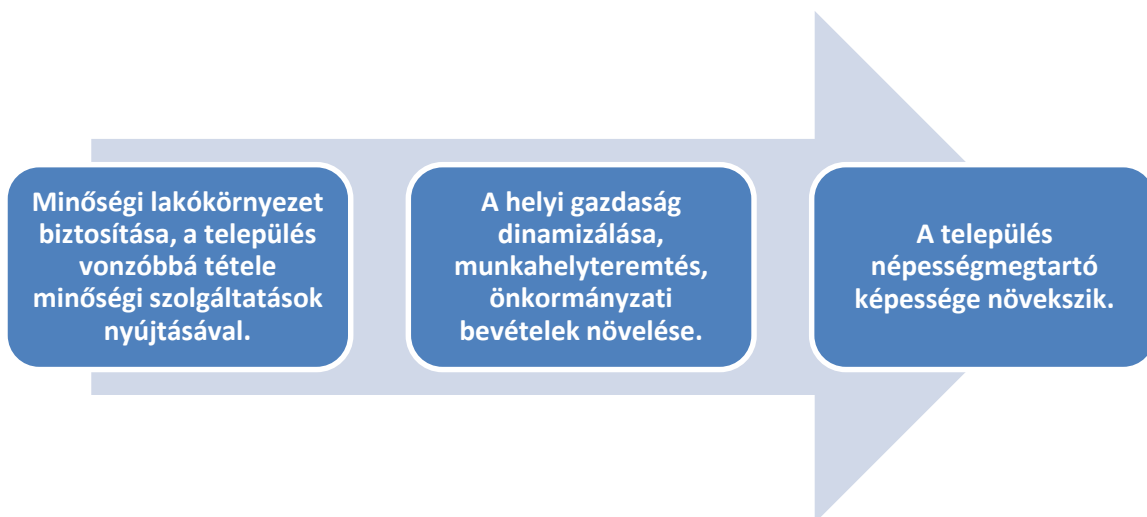 Minőségi lakókörnyezet
biztosítása, a település
vonzóbbá tétele
minőségi szolgáltatások
nyújtásával.
A helyi gazdaság
dinamizálása,
munkahelyteremtés,
önkormányzati
bevételek növelése.
A település
népességmegtartó
képessége növekszik.